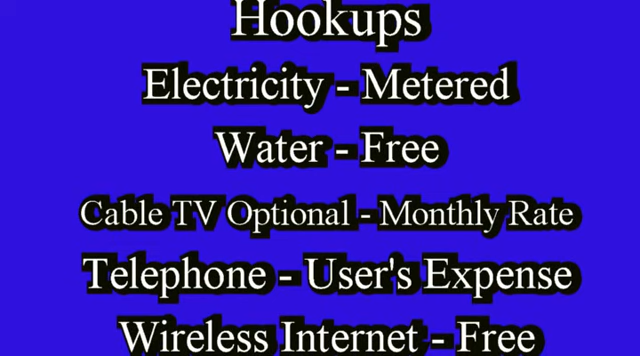 Hookups
Electricity - Metered
Water - Free
Cable TV Optional - Monthly Rate
Telephone - User's Expense
Wireless Internet - Free